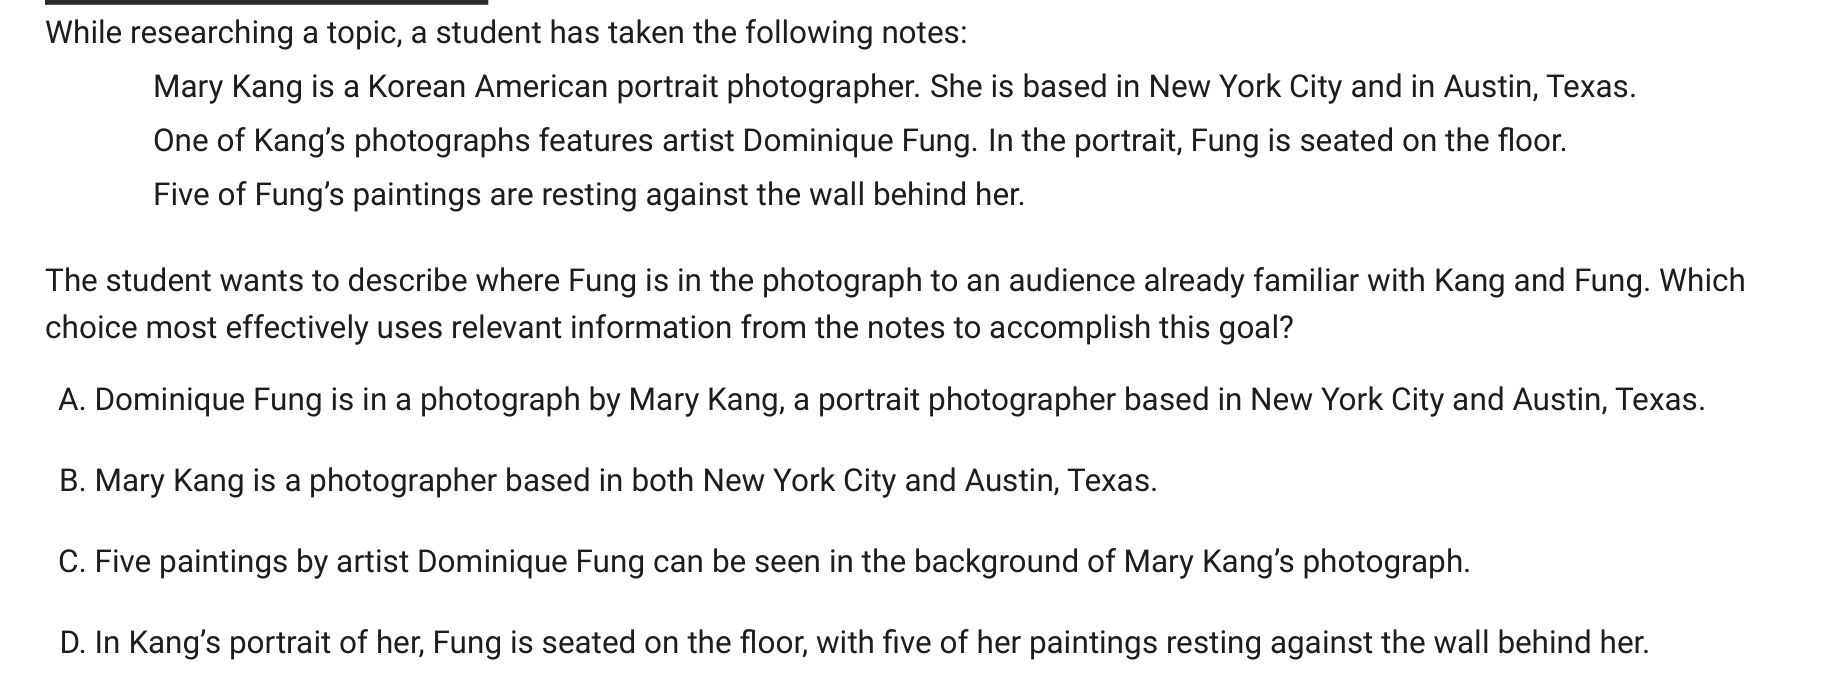 While researching a topic, a student has taken the following notes:
Mary Kang is a Korean American portrait photographer. She is based in New York City and in Austin, Texas.
One of Kang’s photographs features artist Dominique Fung. In the portrait, Fung is seated on the floor.
Five of Fung’s paintings are resting against the wall behind her.
The student wants to describe where Fung is in the photograph to an audience already familiar with Kang and Fung. Which
choice most effectively uses relevant information from the notes to accomplish this goal?
A. Dominique Fung is in a photograph by Mary Kang, a portrait photographer based in New York City and Austin, Texas.
B. Mary Kang is a photographer based in both New York City and Austin, Texas.
C. Five paintings by artist Dominique Fung can be seen in the background of Mary Kang’s photograph.
D. In Kang’s portrait of her, Fung is seated on the floor, with five of her paintings resting against the wall behind her.